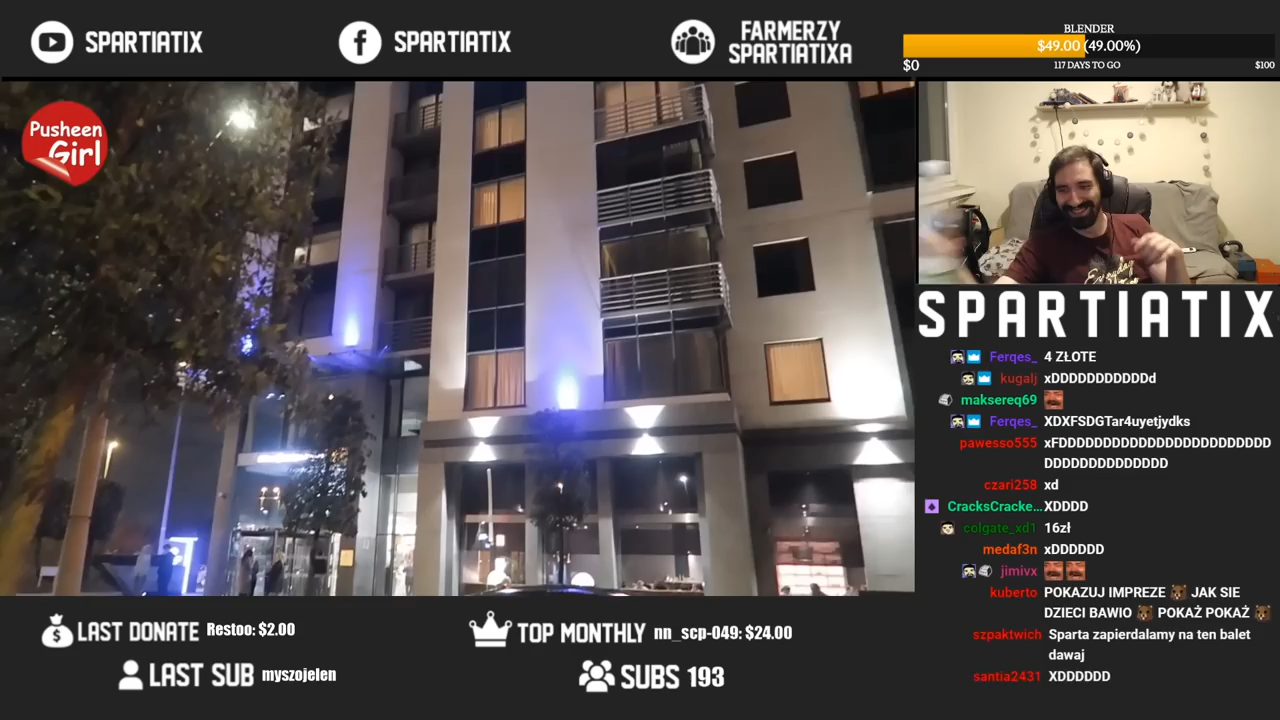 SPARTIATIX
SPARTIATIX
FARMERZY
SPARTIATIXA
BLENDER
$49.00 (49.00%)
$0
117 DAYS TO GO
$100
Pusheen
Girl
Everyday
SPARTIATIX
Ferqes_ 4 ZŁOTE
kugalj xDDDDDDDDDDDd
maksereq69
Ferqes_ XDXFSDGTar4uyetjydks
pawesso555 xFDDDDDDDDDDDDDDDDDDDDDDDD
DDDDDDDDDDDDDD
czari258 xd
CracksCracke... XDDDD
colgate_xd1 16zł
medaf3n xDDDDDD
jimivx
kuberto POKAZUJ IMPREZE 🐻 JAK SIE
DZIECI BAWIO 🐻 POKAŻ POKAŻ 🐻
szpaktwich Sparta zapierdalamy na ten balet
dawaj
santia2431 XDDDDDD
LAST DONATE Restoo: $2.00
TOP MONTHLY nn_scp-049: $24.00
LAST SUB myszojelen
SUBS 193